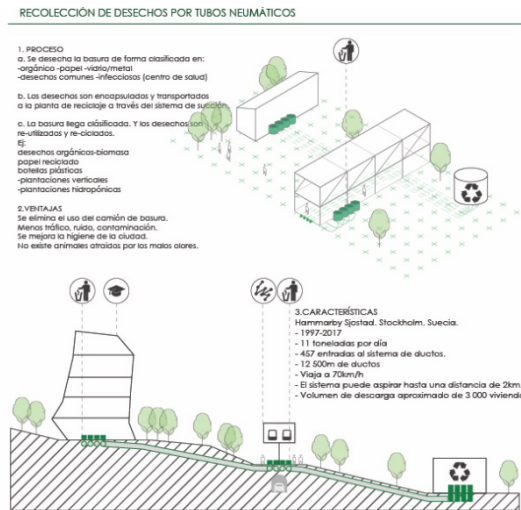 RECOLECCIÓN DE DESECHOS POR TUBOS NEUMÁTICOS
1. PROCESO
a. Se desecha la basura de forma clasificada en:
-orgánico -papel -vidrio/metal
-desechos comunes -infecciosos (centro de salud)
b. Los desechos son encapsulados y transportados
a la planta de reciclaje a través del sistema de succión.
c. La basura llega clásificada. Y los desechos son
re-utilizados y re-ciclados.
Ej:
desechos orgánicos-biomasa
papel reciclado
botellas plásticas
-plantaciones verticales
-plantaciones hidropónicas
2.VENTAJAS
Se elimina el uso del camión de basura.
Menos tráfico, ruido, contaminación.
Se mejora la higiene de la ciudad.
No existe animales atraídos por los malos olores.
3.CARACTERÍSTICAS
Hammarby Sjostad. Stockholm. Suecia.
- 1997-2017
- 11 toneladas por día
- 457 entradas al sistema de ductos.
- 12 500m de ductos
- Viaja a 70km/h
- El sistema puede aspirar hasta una distancia de 2km.
- Volumen de descarga aproximado de 3 000 vivienda